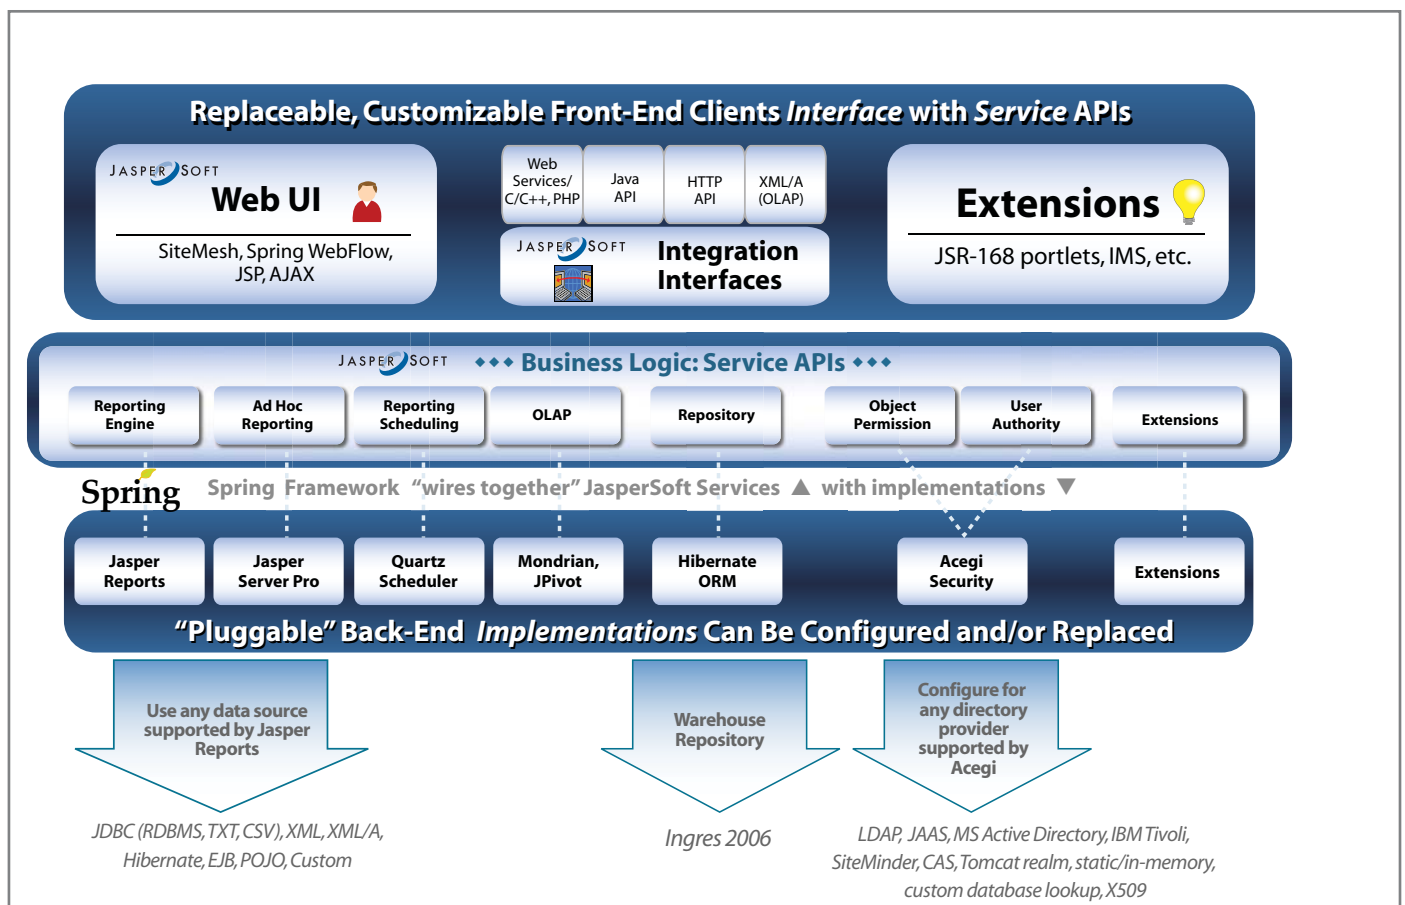 Replaceable, Customizable Front-End Clients Interface with Service APIs
JASPERSOFT
Web UI
SiteMesh, Spring WebFlow,
JSP, AJAX
Web
Services/
C/C++, PHP
Java
API
HTTP
API
XML/A
(OLAP)
JASPERSOFT
Integration
Interfaces
Extensions
JSR-168 portlets, IMS, etc.
JASPERSOFT
Business Logic: Service APIs
Reporting
Engine
Ad Hoc
Reporting
Reporting
Scheduling
OLAP
Repository
Object
Permission
User
Authority
Extensions
Spring
Spring Framework “wires together” JasperSoft Services ▲ with implementations ▼
Jasper
Reports
Jasper
Server Pro
Quartz
Scheduler
Mondrian,
JPivot
Hibernate
ORM
Acegi
Security
Extensions
“Pluggable” Back-End Implementations Can Be Configured and/or Replaced
Use any data source
supported by Jasper
Reports
Warehouse
Repository
Configure for
any directory
provider
supported by
Acegi
JDBC (RDBMS, TXT, CSV), XML, XML/A,
Hibernate, EJB, POJO, Custom
Ingres 2006
LDAP, JAAS, MS Active Directory, IBM Tivoli,
SiteMinder, CAS, Tomcat realm, static/in-memory,
custom database lookup, X509